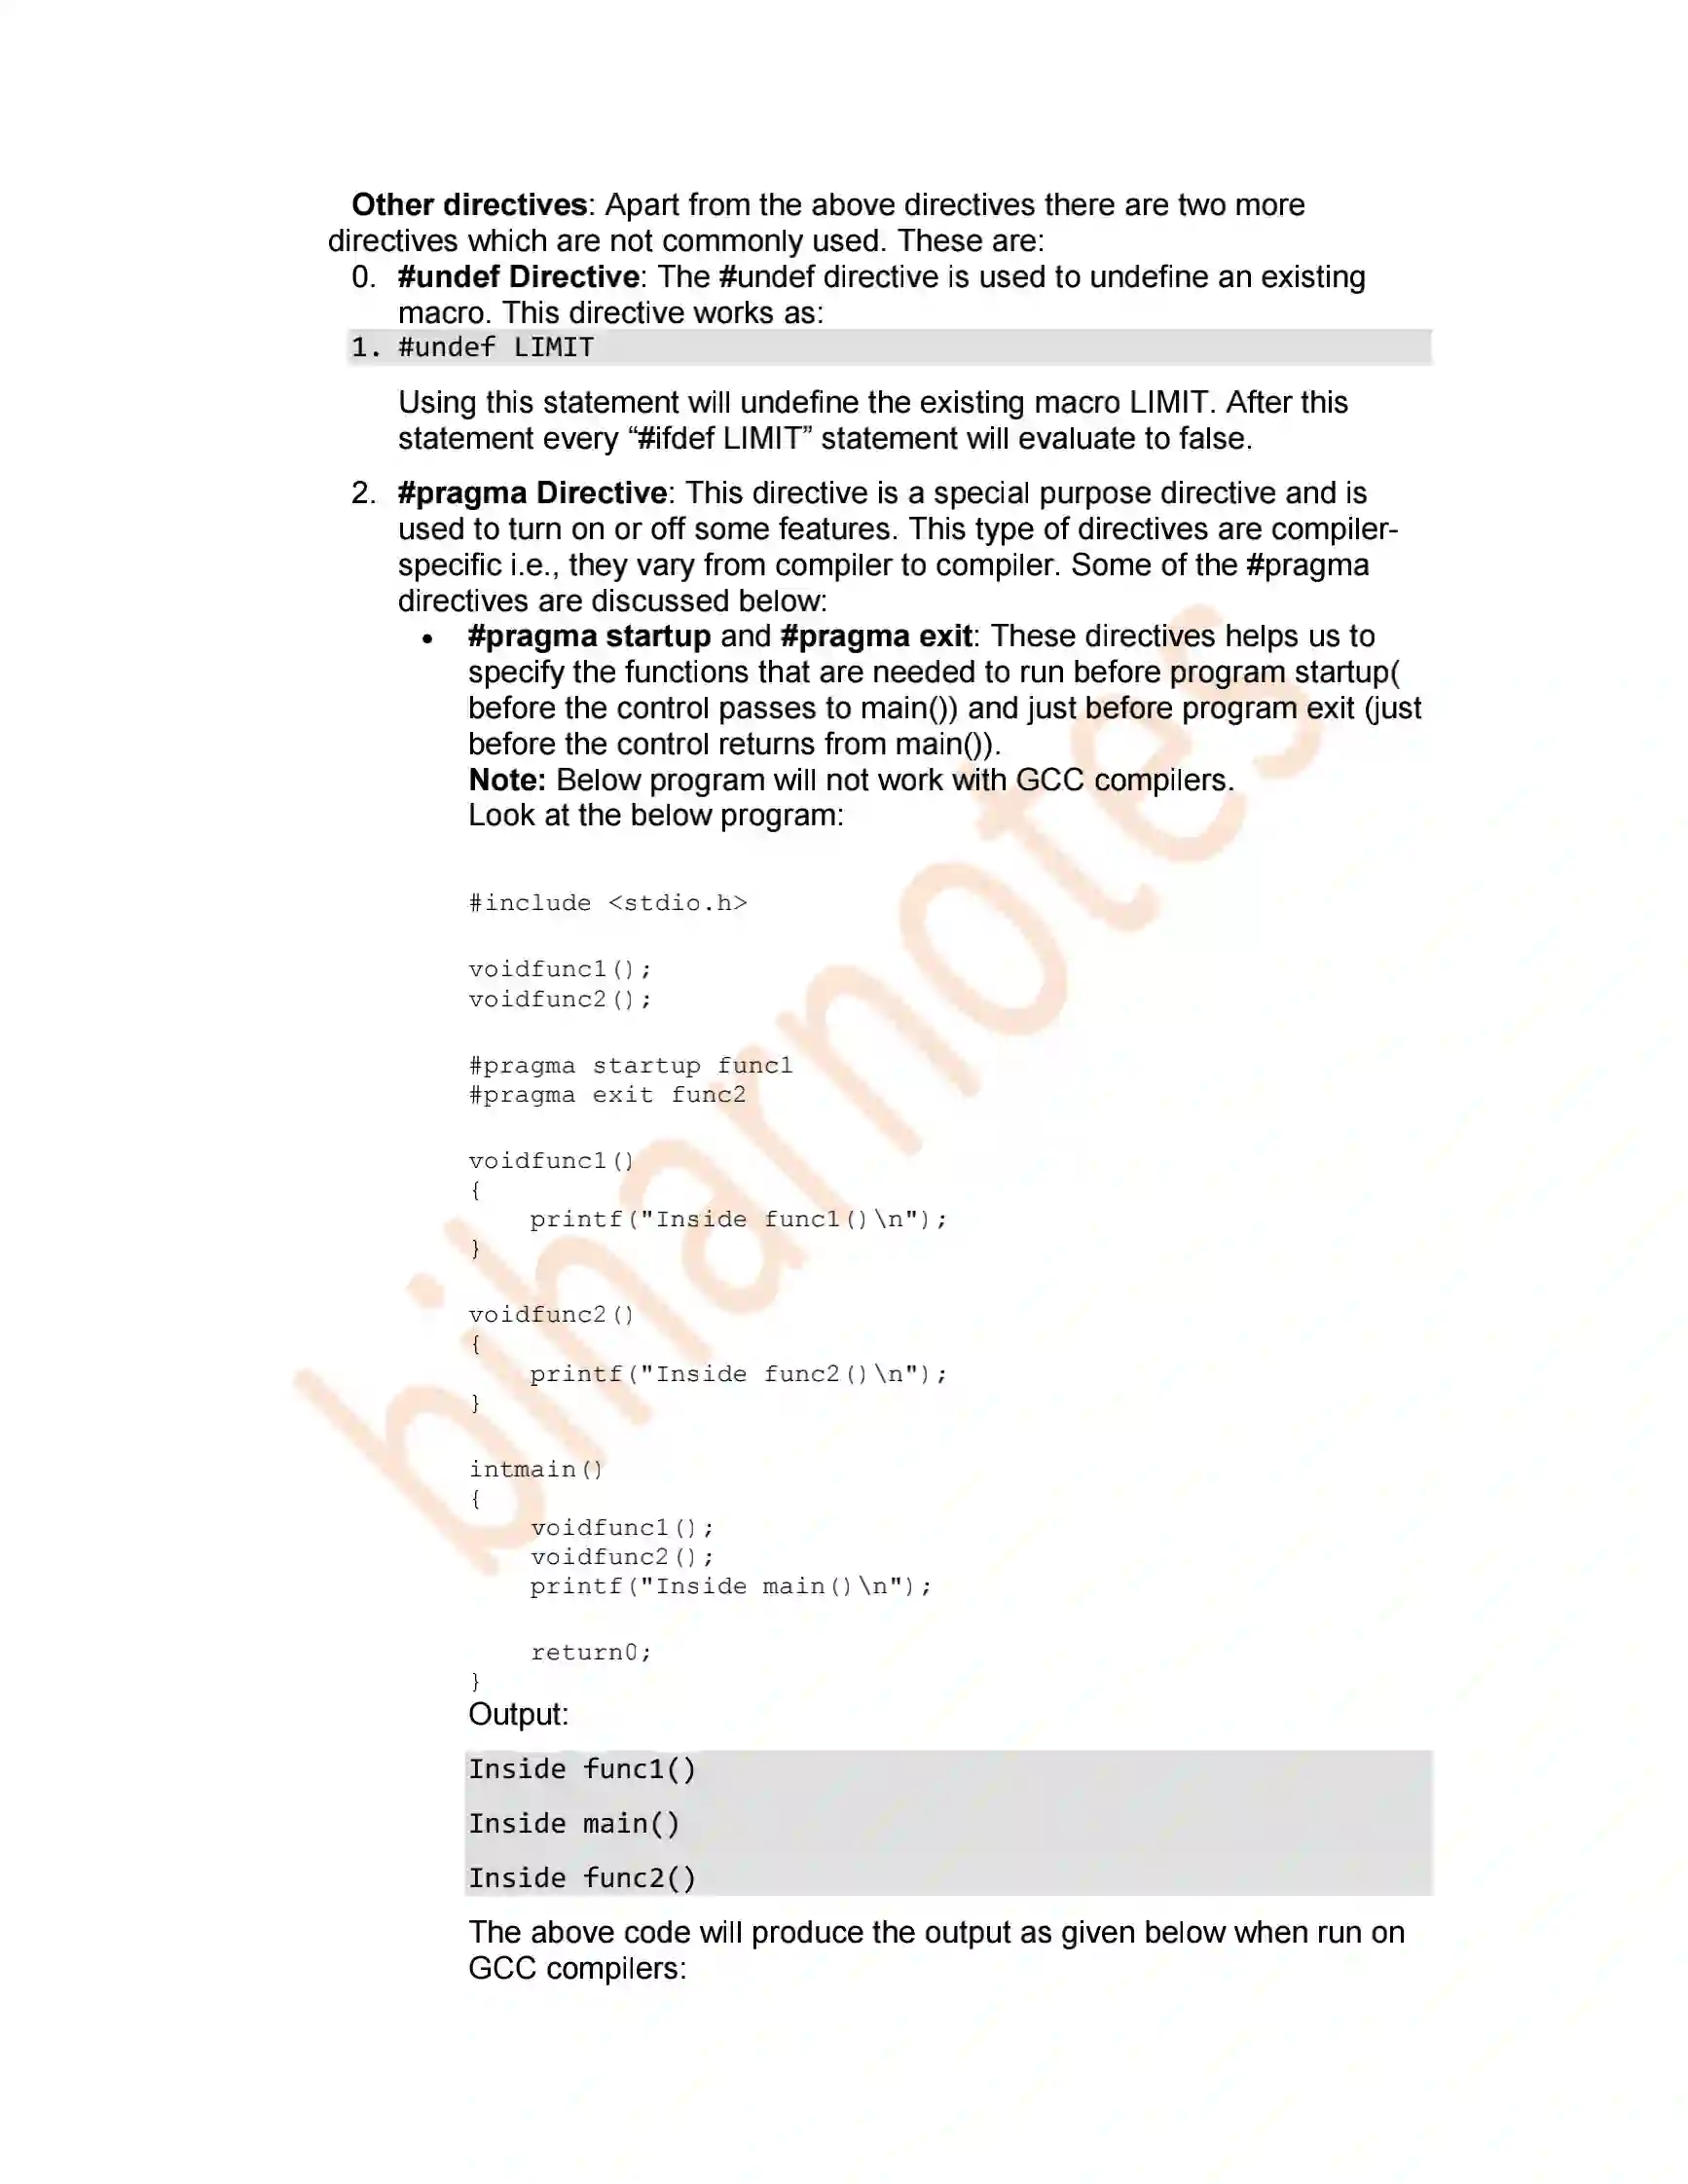 Other directives: Apart from the above directives there are two more
directives which are not commonly used. These are:
0. #undef Directive: The #undef directive is used to undefine an existing
macro. This directive works as:
1. #undef LIMIT
Using this statement will undefine the existing macro LIMIT. After this
statement every “#ifdef LIMIT” statement will evaluate to false.
2. #pragma Directive: This directive is a special purpose directive and is
used to turn on or off some features. This type of directives are compiler-
specific i.e., they vary from compiler to compiler. Some of the #pragma
directives are discussed below:
• #pragma startup and #pragma exit: These directives helps us to
specify the functions that are needed to run before program startup(
before the control passes to main()) and just before program exit (just
before the control returns from main()).
Note: Below program will not work with GCC compilers.
Look at the below program:
#include <stdio.h>
voidfunc1();
voidfunc2();
#pragma startup func1
#pragma exit func2
voidfunc1()
{
    printf("Inside func1()\n");
}
voidfunc2()
{
    printf("Inside func2()\n");
}
intmain()
{
    voidfunc1();
    voidfunc2();
    printf("Inside main()\n");
    return0;
}
Output:
Inside func1()
Inside main()
Inside func2()
The above code will produce the output as given below when run on
GCC compilers:
biharnotes